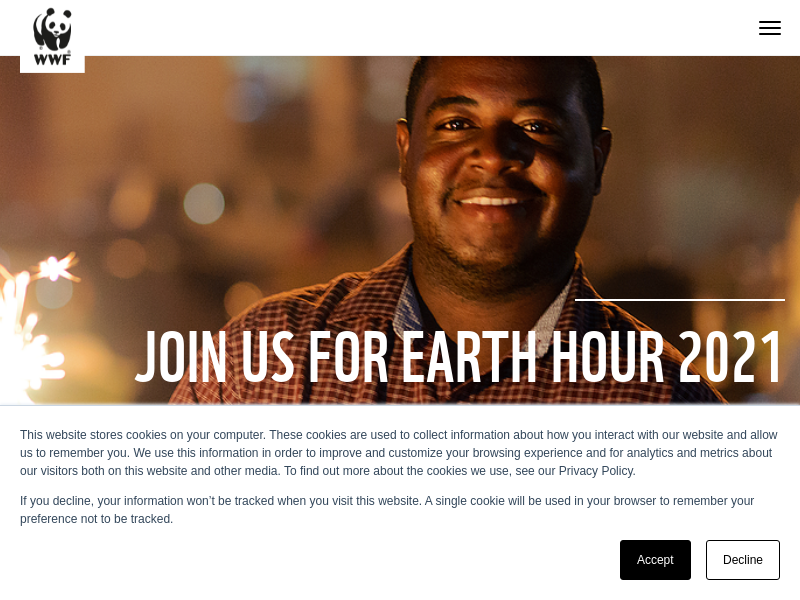 WWF
JOIN US FOR EARTH HOUR 2021
This website stores cookies on your computer. These cookies are used to collect information about how you interact with our website and allow
us to remember you. We use this information in order to improve and customize your browsing experience and for analytics and metrics about
our visitors both on this website and other media. To find out more about the cookies we use, see our Privacy Policy.
If you decline, your information won’t be tracked when you visit this website. A single cookie will be used in your browser to remember your
preference not to be tracked.
Accept Decline